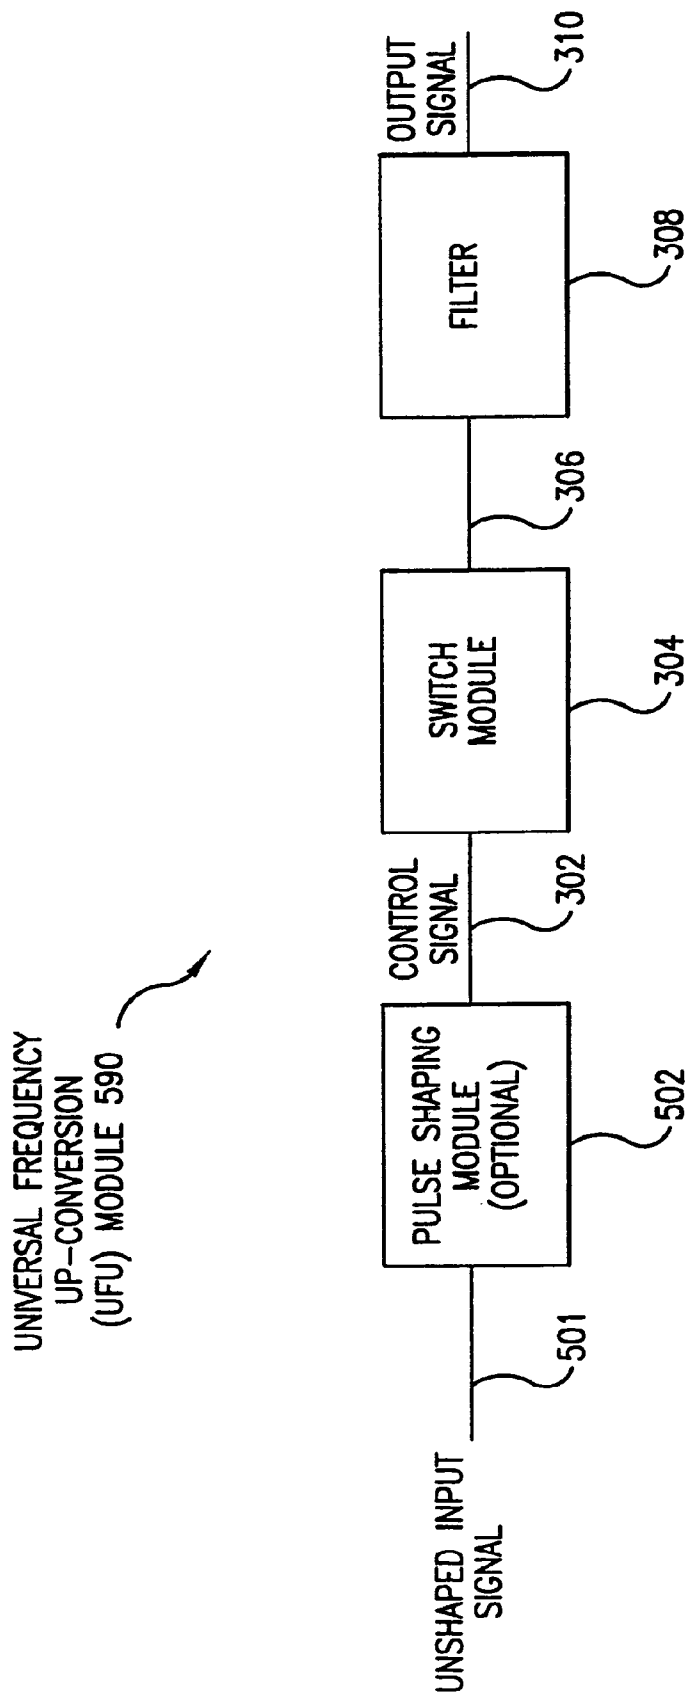 UNIVERSAL FREQUENCY
UP-CONVERSION
(UFU) MODULE 590
UNSHAPED INPUT
SIGNAL
501
PULSE SHAPING
MODULE
(OPTIONAL)
502
CONTROL
SIGNAL
302
SWITCH
MODULE
304
306
FILTER
308
OUTPUT
SIGNAL
310